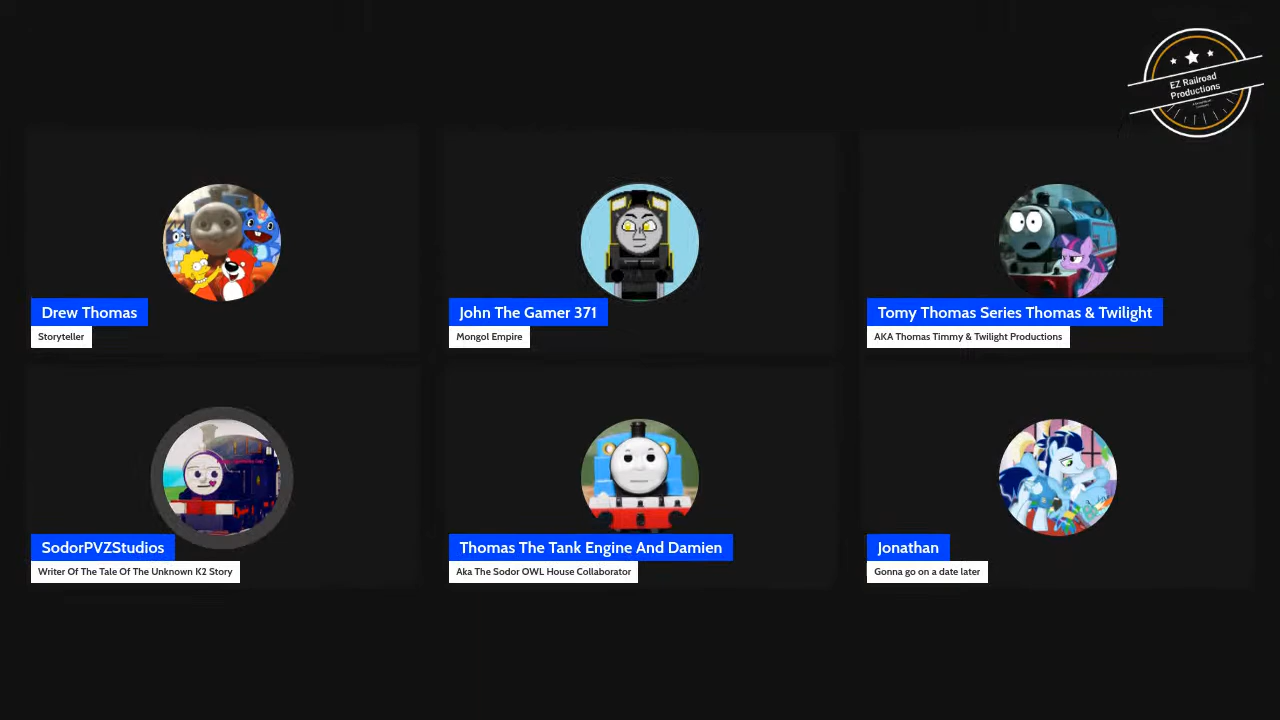 EZ Railroad
Productions
Drew Thomas
Storyteller
John The Gamer 371
Mongol Empire
Tomy Thomas Series Thomas & Twilight
AKA Thomas Timmy & Twilight Productions
SodorPVZStudios
Writer Of The Tale Of The Unknown K2 Story
Thomas The Tank Engine And Damien
Aka The Sodor OWL House Collaborator
Jonathan
Gonna go on a date later